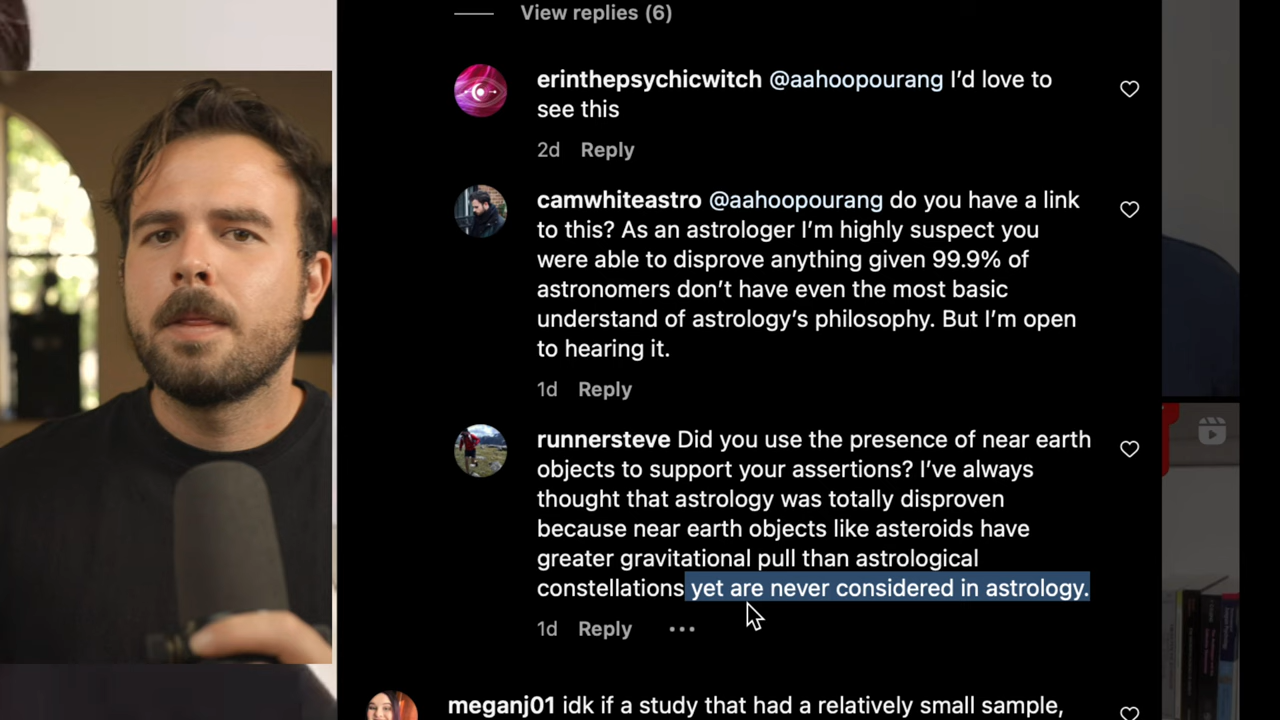 View replies (6)
erinthepsychicwitch @aahoopourang I’d love to
see this
2d Reply
camwhiteastro @aahoopourang do you have a link
to this? As an astrologer I’m highly suspect you
were able to disprove anything given 99.9% of
astronomers don’t have even the most basic
understand of astrology’s philosophy. But I’m open
to hearing it.
1d Reply
runnersteve Did you use the presence of near earth
objects to support your assertions? I’ve always
thought that astrology was totally disproven
because near earth objects like asteroids have
greater gravitational pull than astrological
constellations yet are never considered in astrology.
1d Reply •••
meganj01 idk if a study that had a relatively small sample,